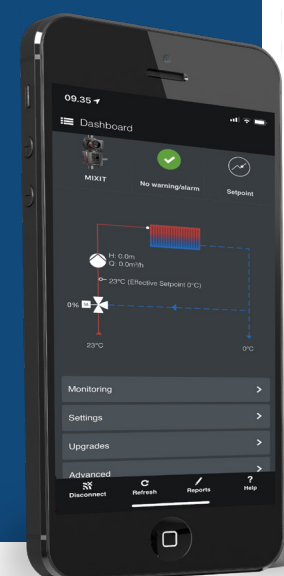 09.35
Dashboard
MIXIT
No warning/alarm
Setpoint
H: 0.0m
Q: 0.0m³/h
23°C (Effective Setpoint 0°C)
0% M
23°C
0°C
Monitoring
Settings
Upgrades
Advanced
Disconnect
Refresh
Reports
? Help